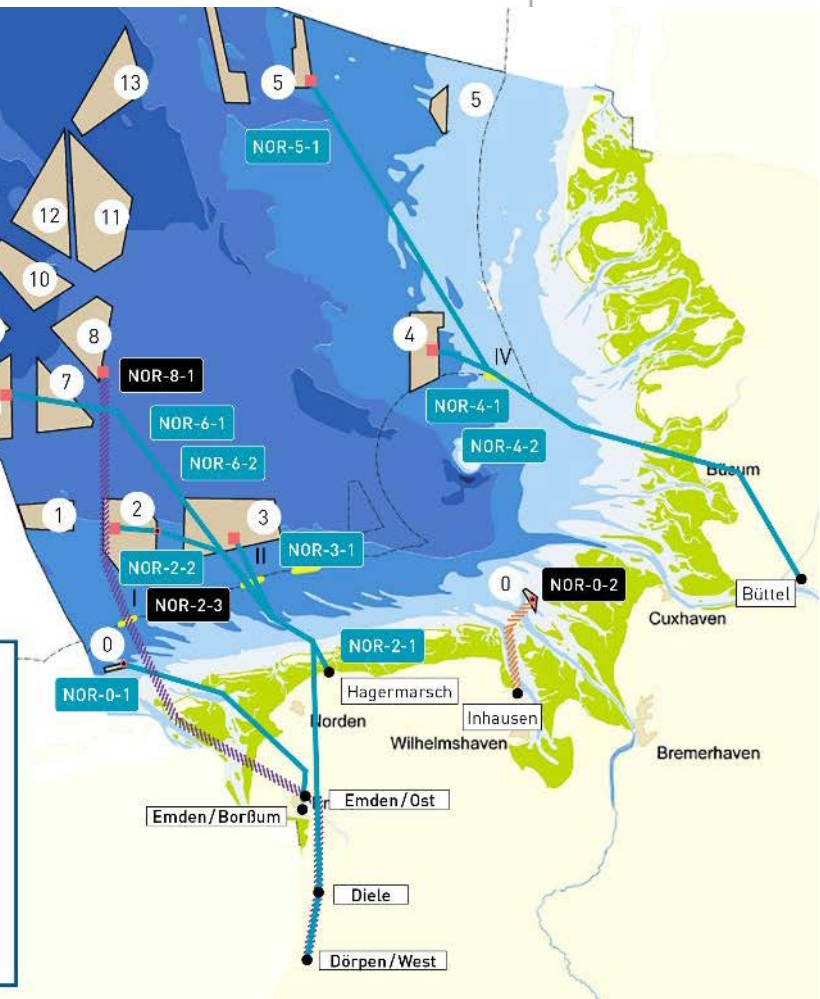 13
5
5
NOR-5-1
12
11
10
8
4
IV
7
NOR-8-1
NOR-4-1
NOR-6-1
NOR-4-2
NOR-6-2
Büsum
1
2
3
II
NOR-3-1
NOR-2-2
I
NOR-2-3
0
NOR-0-2
Büttel
Cuxhaven
0
NOR-2-1
NOR-0-1
Hagermarsch
Norden
Inhausen
Wilhelmshaven
Bremerhaven
Emden/Ost
Emden/Borßum
Diele
Dörpen/West